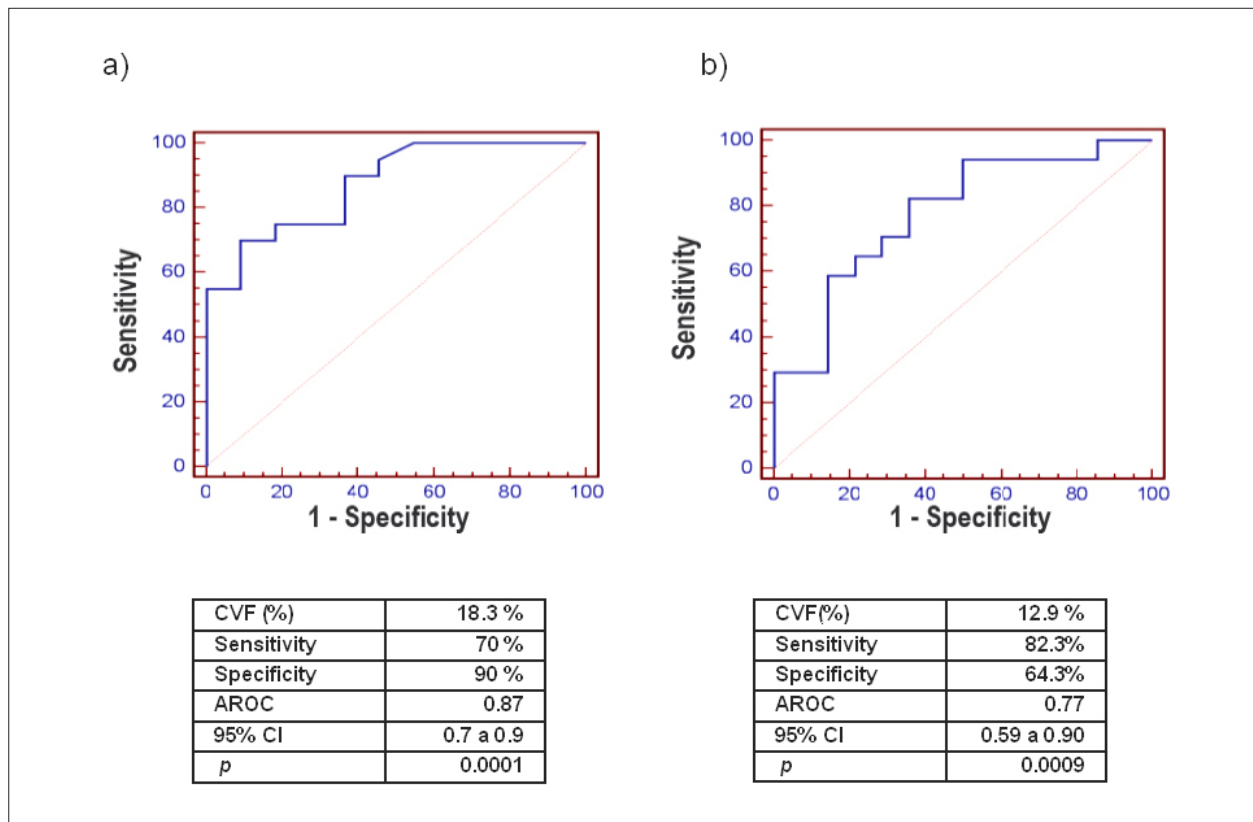 a)
b)
100
80
60
40
20
0
Sensitivity
0 20 40 60 80 100
1 - Specificity
100
80
60
40
20
0
Sensitivity
0 20 40 60 80 100
1 - Specificity
CVF (%) 18.3 %
Sensitivity 70 %
Specificity 90 %
AROC 0.87
95% CI 0.7 a 0.9
p 0.0001
CVF(%) 12.9 %
Sensitivity 82.3%
Specificity 64.3%
AROC 0.77
95% CI 0.59 a 0.90
p 0.0009